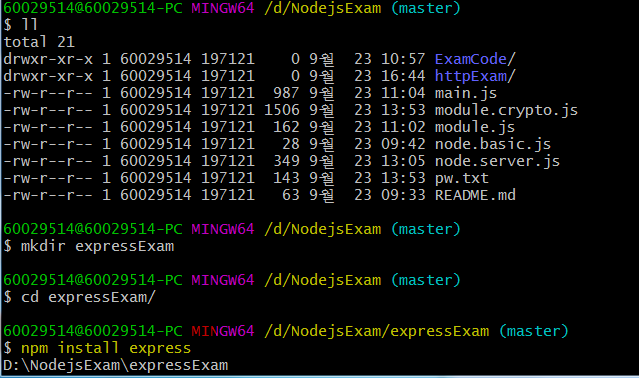 60029514@60029514-PC MINGW64 /d/NodejsExam (master)
$ ll
total 21
drwxr-xr-x 1 60029514 197121    0 9월  23 10:57 ExamCode/
drwxr-xr-x 1 60029514 197121    0 9월  23 16:44 httpExam/
-rw-r--r-- 1 60029514 197121  987 9월  23 11:04 main.js
-rw-r--r-- 1 60029514 197121 1506 9월  23 13:53 module.crypto.js
-rw-r--r-- 1 60029514 197121  162 9월  23 11:02 module.js
-rw-r--r-- 1 60029514 197121   28 9월  23 09:42 node.basic.js
-rw-r--r-- 1 60029514 197121  349 9월  23 13:05 node.server.js
-rw-r--r-- 1 60029514 197121  143 9월  23 13:53 pw.txt
-rw-r--r-- 1 60029514 197121   63 9월  23 09:33 README.md
60029514@60029514-PC MINGW64 /d/NodejsExam (master)
$ mkdir expressExam
60029514@60029514-PC MINGW64 /d/NodejsExam (master)
$ cd expressExam/
60029514@60029514-PC MINGW64 /d/NodejsExam/expressExam (master)
$ npm install express
D:\NodejsExam\expressExam